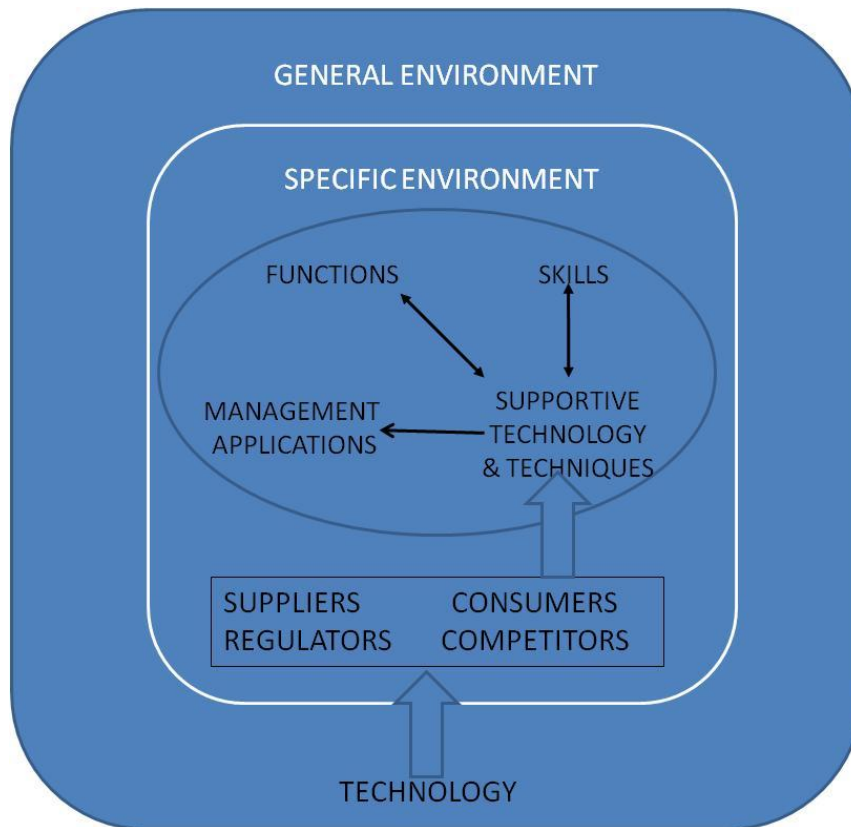 GENERAL ENVIRONMENT
SPECIFIC ENVIRONMENT
FUNCTIONS
SKILLS
MANAGEMENT
APPLICATIONS
SUPPORTIVE
TECHNOLOGY
& TECHNIQUES
SUPPLIERS CONSUMERS
REGULATORS COMPETITORS
TECHNOLOGY